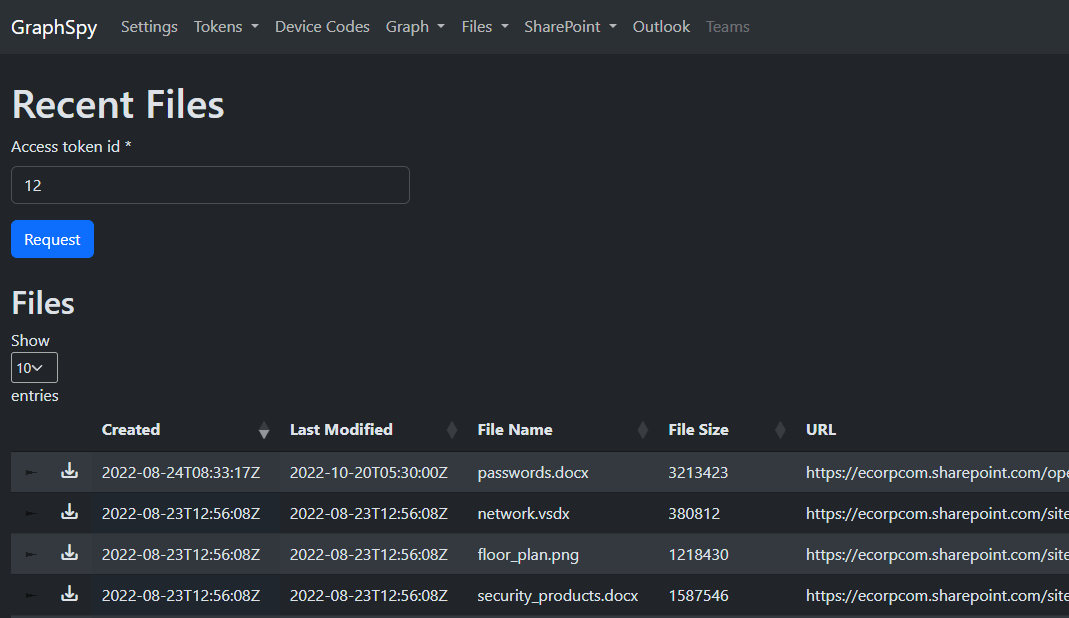 GraphSpy Settings Tokens Device Codes Graph Files SharePoint Outlook Teams
Recent Files
Access token id *
12
Request
Files
Show
10
entries
Created Last Modified File Name File Size URL
2022-08-24T08:33:17Z 2022-10-20T05:30:00Z passwords.docx 3213423 https://ecorpcom.sharepoint.com/ope
2022-08-23T12:56:08Z 2022-08-23T12:56:08Z network.vsdx 380812 https://ecorpcom.sharepoint.com/site
2022-08-23T12:56:08Z 2022-08-23T12:56:08Z floor_plan.png 1218430 https://ecorpcom.sharepoint.com/site
2022-08-23T12:56:08Z 2022-08-23T12:56:08Z security_products.docx 1587546 https://ecorpcom.sharepoint.com/site